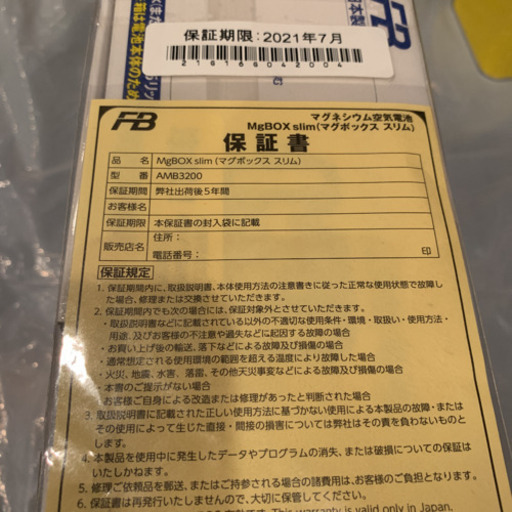 保証期限：2021年7月
FB
マグネシウム空気電池
MgBOX slim(マグボックス スリム)
保証書
品名 MgBOX slim (マグボックス スリム)
型番 AMB3200
保証期間 弊社出荷後5年間
お客様名
保証期限 本保証書の封入袋に記載
販売店名 住所：
電話番号： 印
保証規定
1. 保証期間内に、取扱説明書、本体使用方法の注意書きに従った正常な使用状態で故障し
た場合、修理または交換させていただきます。
2. 保証期間内でも次の場合には、保証対象外とさせていただきます。
・取扱説明書などに記載されている以外の不適切な使用条件・環境・取扱い・使用方法・
用途、及びお客様の不注意や過失などに起因する故障の場合
・お買い上げ後の輸送、落下などによる故障及び損傷の場合
・通常想定される使用環境の範囲を超える温度により故障した場合
・火災、地震、水害、落雷、その他天災事変などによる故障及び損傷の場合
・本書のご提示がない場合
・お客様ご自身による改造または修理があったと判断された場合
3. 取扱説明書に記載された正しい使用方法に基づかない使用による本製品の故障・または
その使用によって生じた直接・間接の損害については弊社はその責を負わないものと
します。
4. 本製品を使用中に発生したデータやプログラムの消失、または破損についての保証は
いたしかねます。
5. 修理ご依頼品を郵送、またはご持参される場合の諸費用は、お客様のご負担となります。
6. 保証書は再発行いたしませんので、大切に保管してください。
This warranty is valid only in Japan.